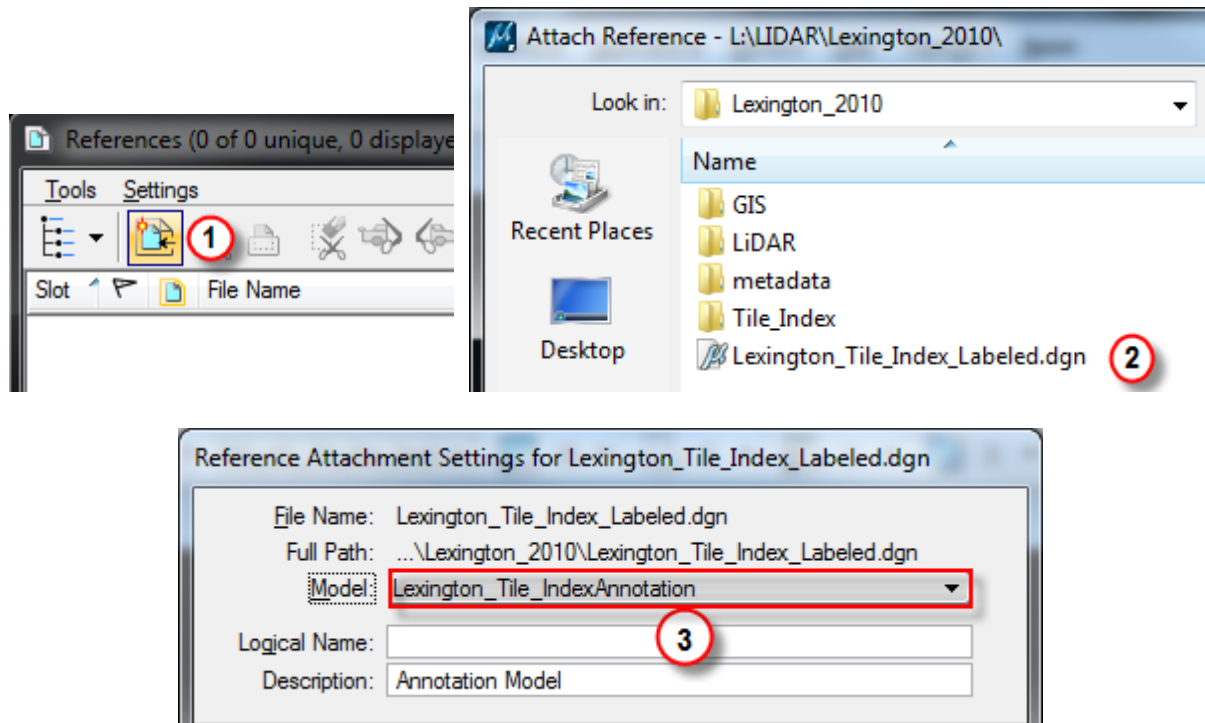 References (0 of 0 unique, 0 displaye
Tools Settings
1
Slot File Name
Attach Reference - L:\LIDAR\Lexington_2010\
Look in: Lexington_2010
Name
Recent Places
Desktop
GIS
LiDAR
metadata
Tile_Index
Lexington_Tile_Index_Labeled.dgn
2
Reference Attachment Settings for Lexington_Tile_Index_Labeled.dgn
File Name: Lexington_Tile_Index_Labeled.dgn
Full Path: ...\Lexington_2010\Lexington_Tile_Index_Labeled.dgn
Model: Lexington_Tile_IndexAnnotation
Logical Name:
3
Description: Annotation Model